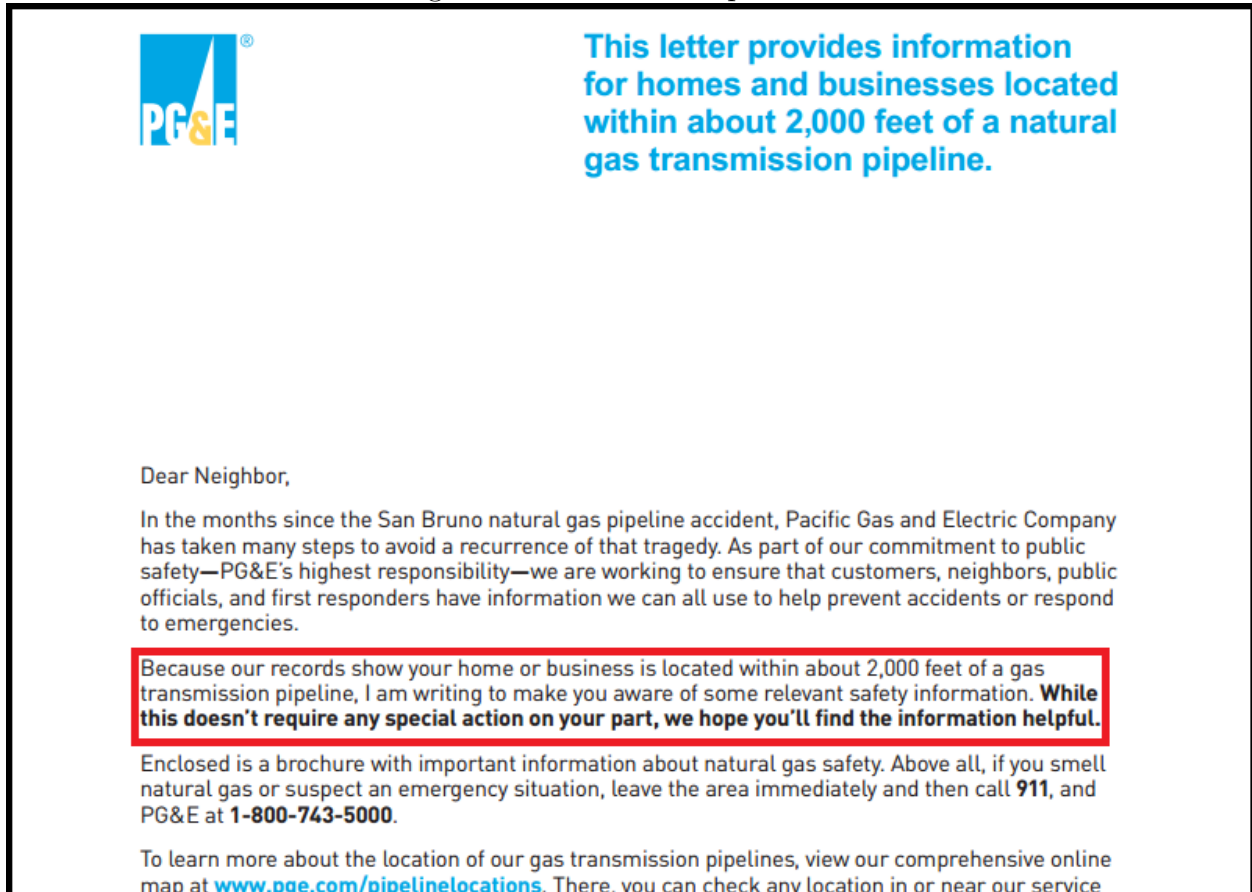 PG&E®
This letter provides information
for homes and businesses located
within about 2,000 feet of a natural
gas transmission pipeline.
Dear Neighbor,
In the months since the San Bruno natural gas pipeline accident, Pacific Gas and Electric Company
has taken many steps to avoid a recurrence of that tragedy. As part of our commitment to public
safety—PG&E's highest responsibility—we are working to ensure that customers, neighbors, public
officials, and first responders have information we can all use to help prevent accidents or respond
to emergencies.
Because our records show your home or business is located within about 2,000 feet of a gas
transmission pipeline, I am writing to make you aware of some relevant safety information. While
this doesn't require any special action on your part, we hope you'll find the information helpful.
Enclosed is a brochure with important information about natural gas safety. Above all, if you smell
natural gas or suspect an emergency situation, leave the area immediately and then call 911, and
PG&E at 1-800-743-5000.
To learn more about the location of our gas transmission pipelines, view our comprehensive online
map at www.pge.com/pipelinelocations. There, you can check any location in or near our service